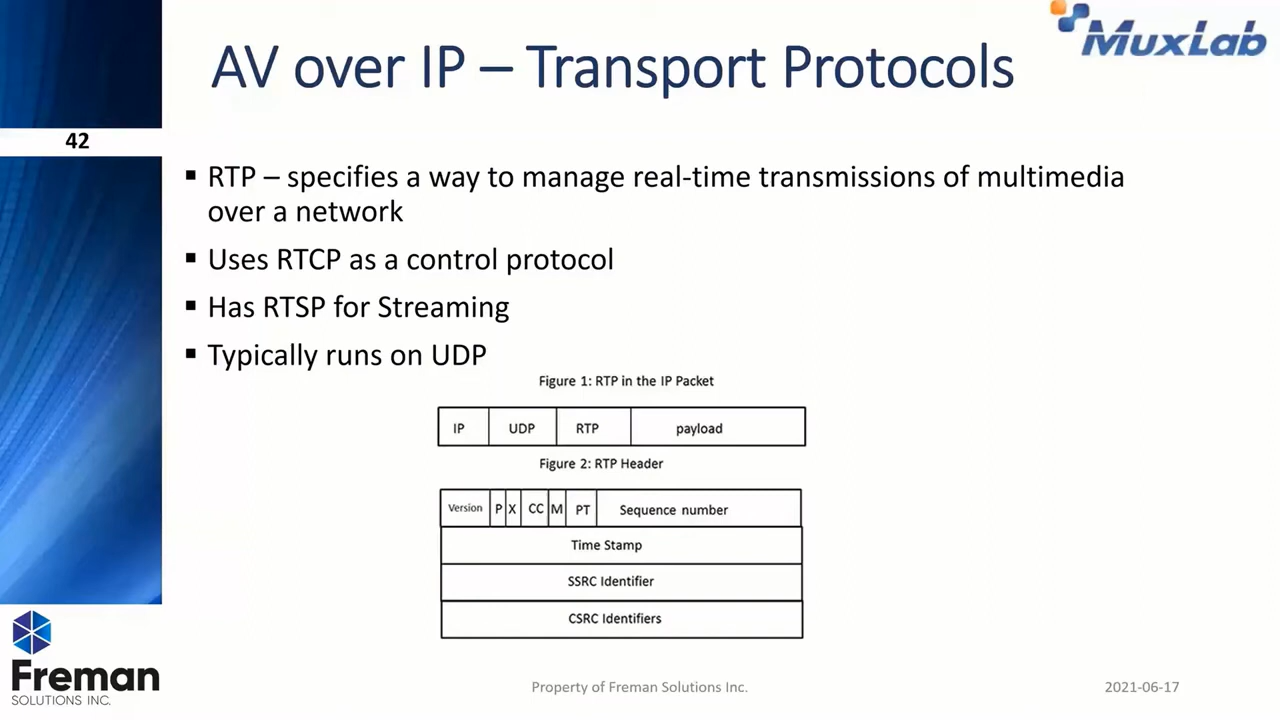 MuxLab
AV over IP – Transport Protocols
42
▪ RTP – specifies a way to manage real-time transmissions of multimedia
over a network
▪ Uses RTCP as a control protocol
▪ Has RTSP for Streaming
▪ Typically runs on UDP
Figure 1: RTP in the IP Packet
IP UDP RTP payload
Figure 2: RTP Header
Version P X CC M PT Sequence number
Time Stamp
SSRC Identifier
CSRC Identifiers
Freman
SOLUTIONS INC.
Property of Freman Solutions Inc.
2021-06-17